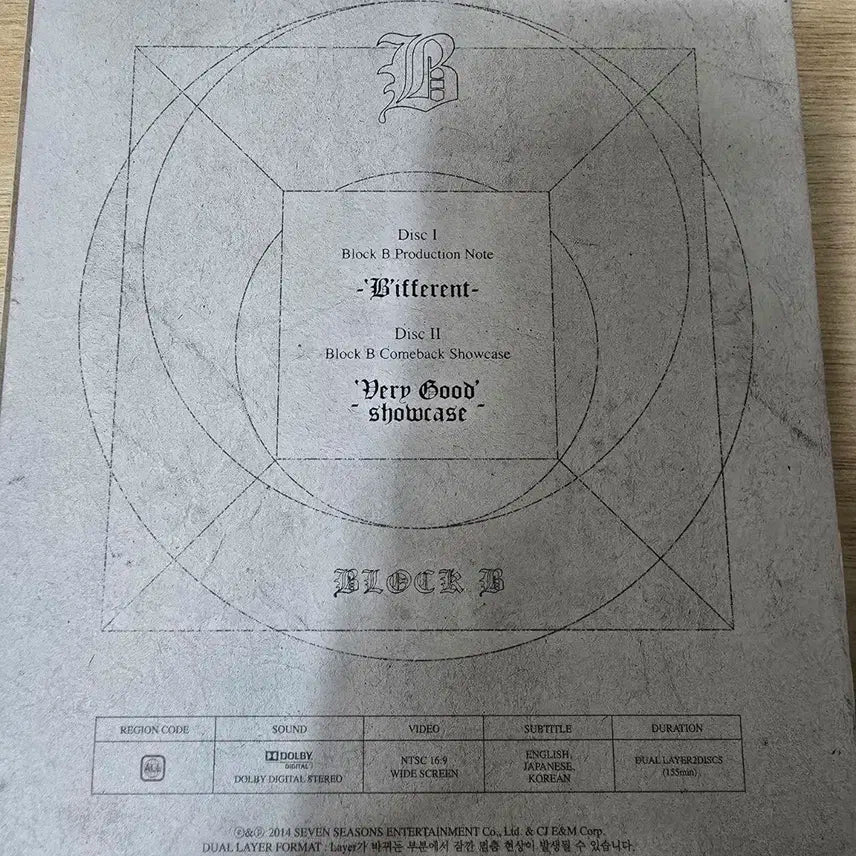 B
Disc I
Block B Production Note
-'B'ifferent-
Disc II
Block B Comeback Showcase
'Very Good'
- showcase -
BLOCK B
REGION CODE SOUND VIDEO SUBTITLE DURATION
ALL
DOLBY
DIGITAL
DOLBY DIGITAL STEREO
NTSC 16:9
WIDE SCREEN
ENGLISH,
JAPANESE,
KOREAN
DUAL LAYER2DISCS
(155min)
©&℗ 2014 SEVEN SEASONS ENTERTAINMENT Co., Ltd. & CJ E&M Corp.
DUAL LAYER FORMAT : Layer가 바뀌는 부분에서 잠깐 멈춤 현상이 발생될 수 있습니다.